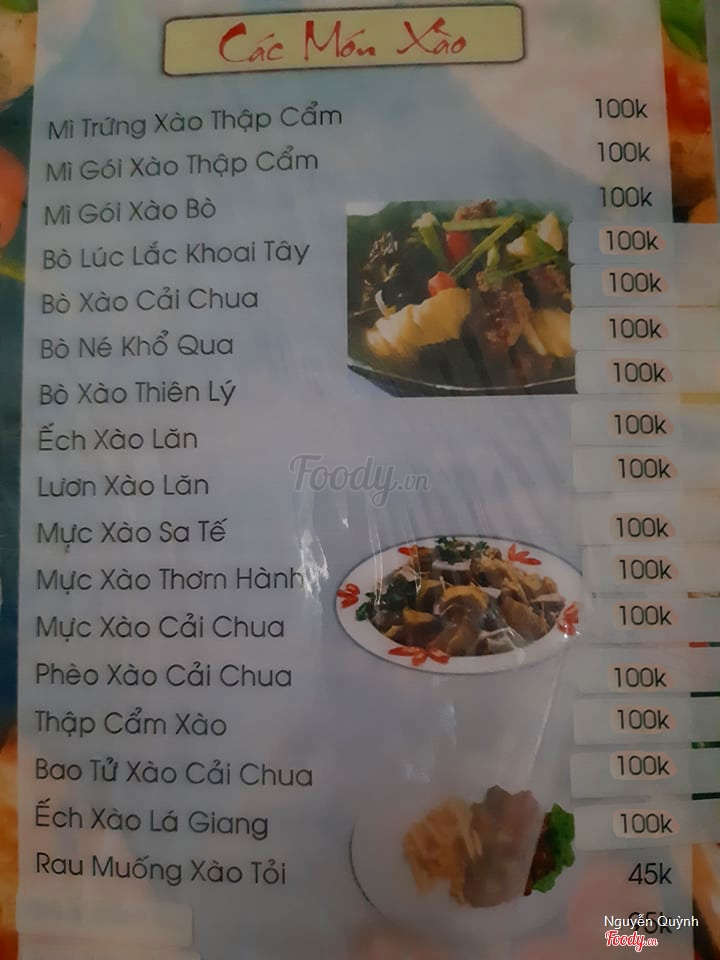 Các Món Xào
Mì Trứng Xào Thập Cẩm 100k
Mì Gói Xào Thập Cẩm 100k
Mì Gói Xào Bò 100k
Bò Lúc Lắc Khoai Tây 100k
Bò Xào Cải Chua 100k
Bò Né Khổ Qua 100k
Bò Xào Thiên Lý 100k
Ếch Xào Lăn 100k
Foody.vn
Lươn Xào Lăn 100k
Mực Xào Sa Tế 100k
Mực Xào Thơm Hành 100k
Mực Xào Cải Chua 100k
Phèo Xào Cải Chua 100k
Thập Cẩm Xào 100k
Bao Tử Xào Cải Chua 100k
Ếch Xào Lá Giang 100k
Rau Muống Xào Tỏi 45k
Nguyễn Quỳnh
Foody.vn